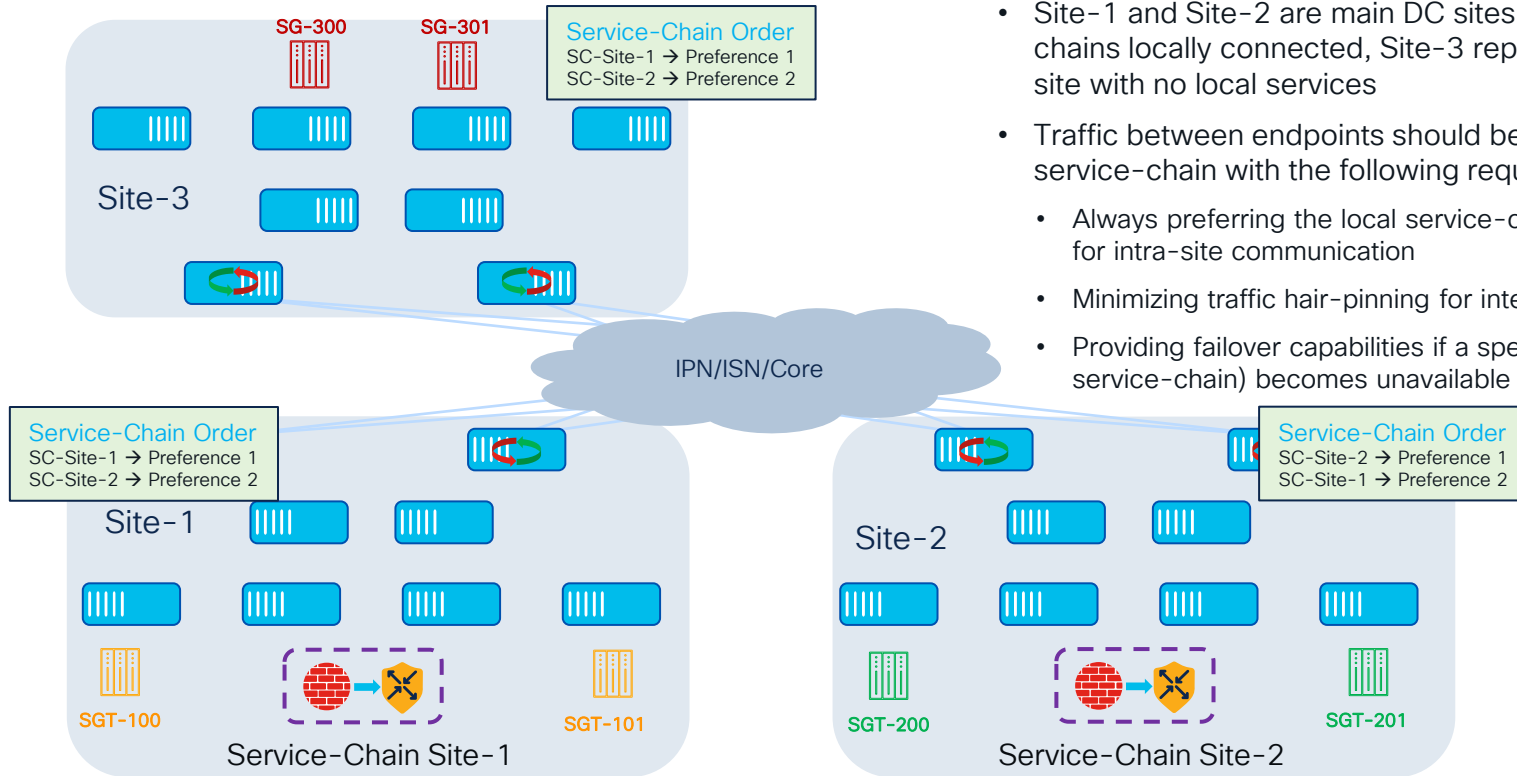 SG-300
SG-301
Service-Chain Order
SC-Site-1 → Preference 1
SC-Site-2 → Preference 2
Site-3
• Site-1 and Site-2 are main DC sites
chains locally connected, Site-3 rep
site with no local services
• Traffic between endpoints should be
service-chain with the following requ
• Always preferring the local service-c
for intra-site communication
• Minimizing traffic hair-pinning for inte
• Providing failover capabilities if a spe
service-chain) becomes unavailable
IPN/ISN/Core
Service-Chain Order
SC-Site-1 → Preference 1
SC-Site-2 → Preference 2
Site-1
SGT-100
SGT-101
Service-Chain Site-1
Service-Chain Order
SC-Site-2 → Preference 1
SC-Site-1 → Preference 2
Site-2
SGT-200
SGT-201
Service-Chain Site-2